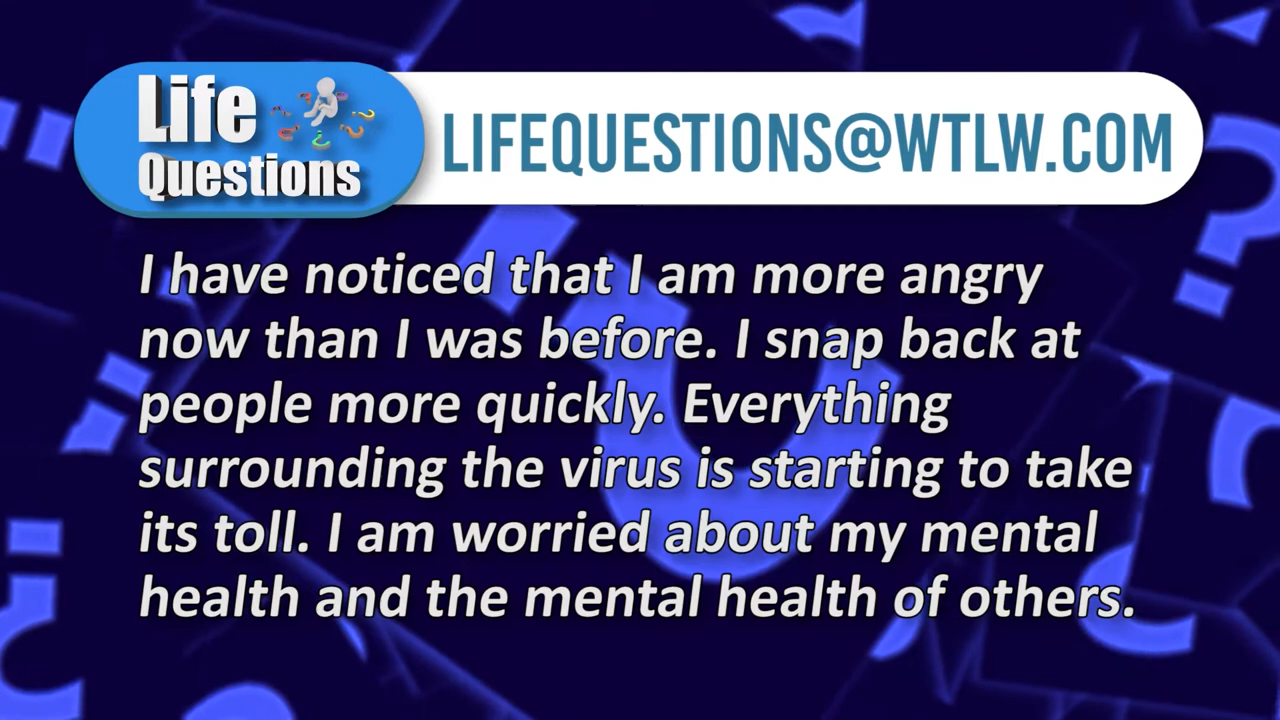 Life
Questions
LIFEQUESTIONS@WTLW.COM
I have noticed that I am more angry
now than I was before. I snap back at
people more quickly. Everything
surrounding the virus is starting to take
its toll. I am worried about my mental
health and the mental health of others.